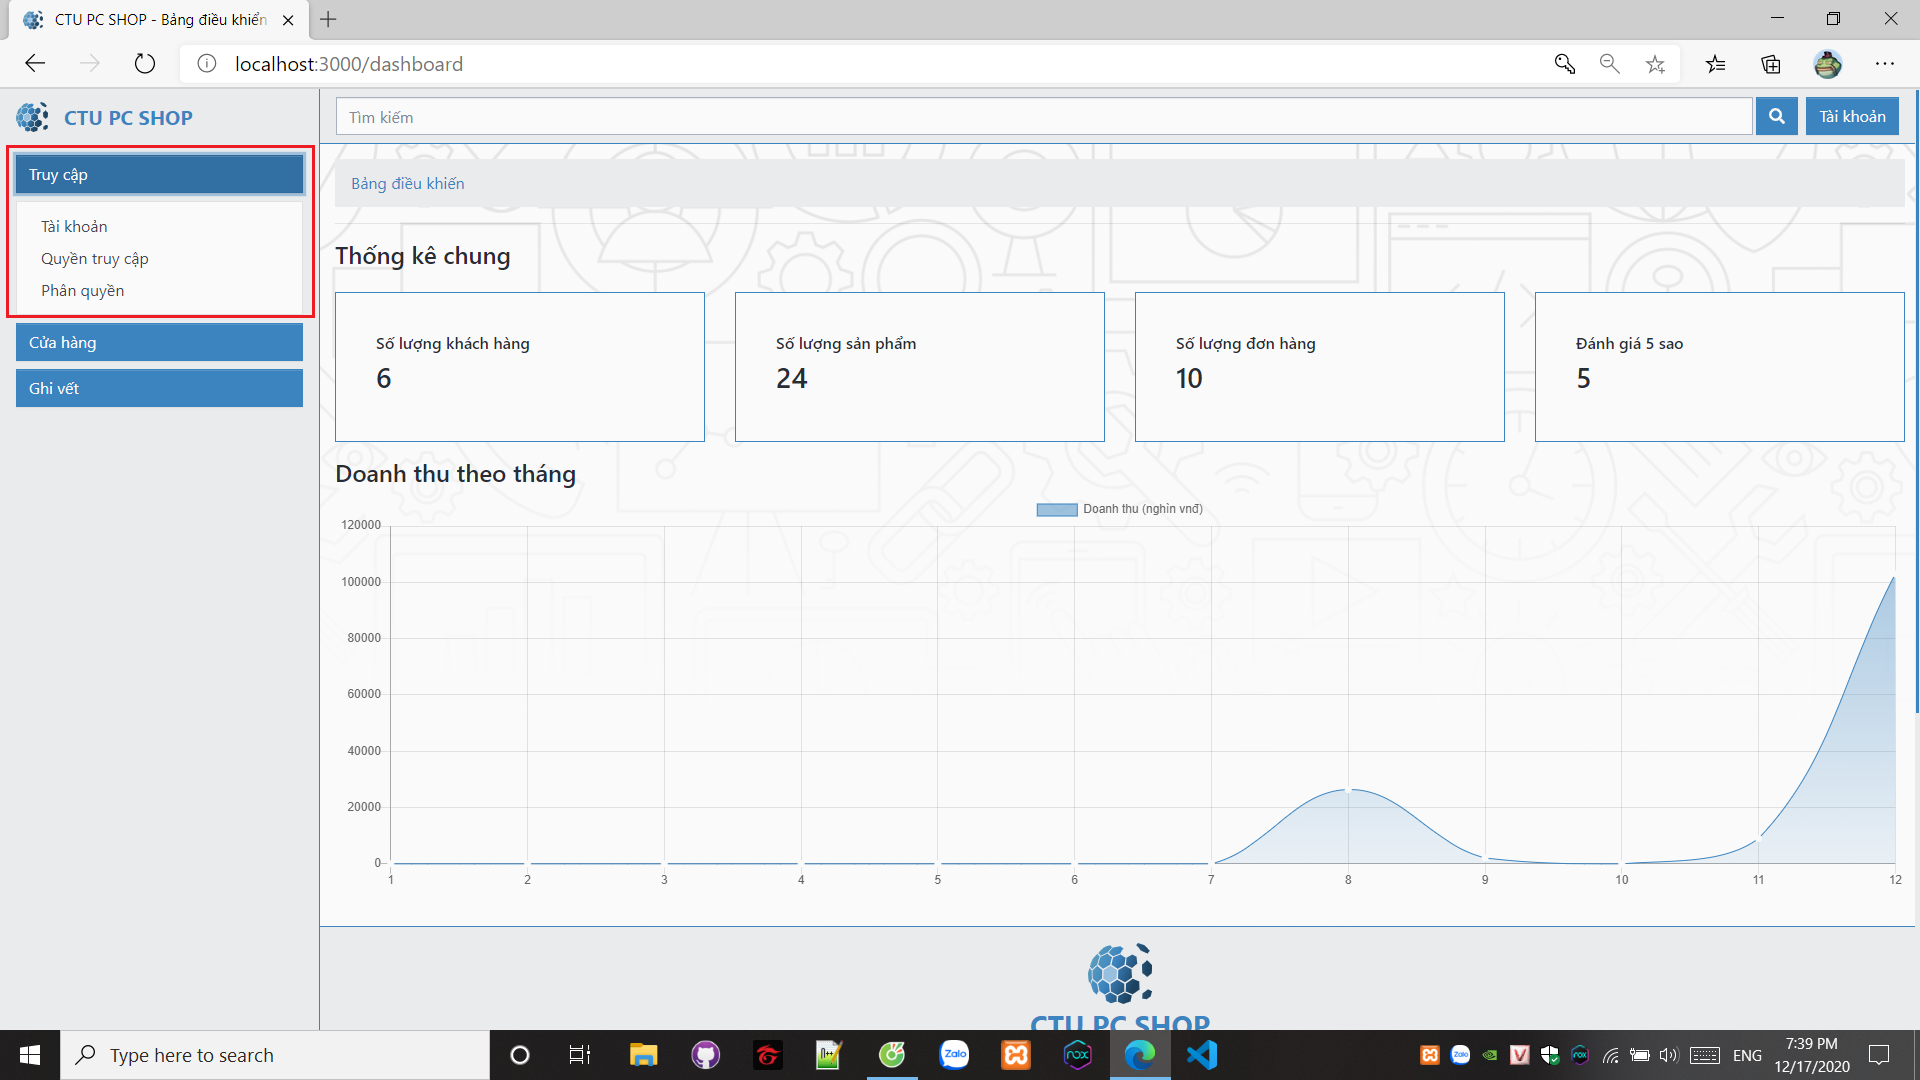 CTU PC SHOP - Bảng điều khiển
localhost:3000/dashboard
CTU PC SHOP
Tìm kiếm
Tài khoản
Truy cập
Tài khoản
Quyền truy cập
Phân quyền
Cửa hàng
Ghi vết
Bảng điều khiến
Thống kê chung
Số lượng khách hàng
6
Số lượng sản phẩm
24
Số lượng đơn hàng
10
Đánh giá 5 sao
5
Doanh thu theo tháng
Doanh thu (nghìn vnđ)
120000
100000
80000
60000
40000
20000
0
1 2 3 4 5 6 7 8 9 10 11 12
CTU PC SHOP
Type here to search
Zalo
nox
ENG
7:39 PM
12/17/2020